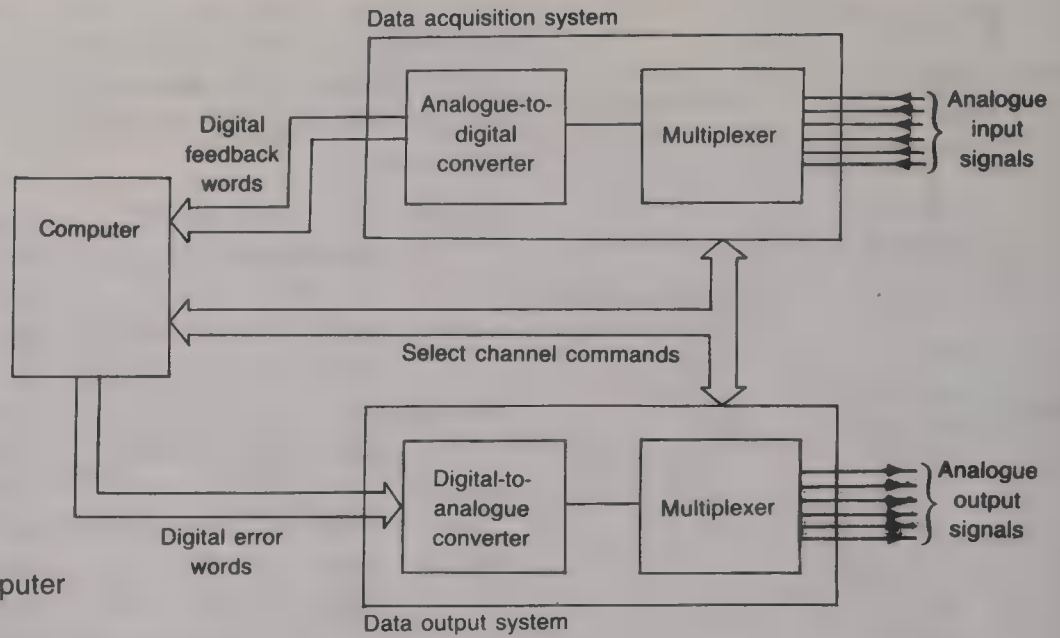 Data acquisition system
Analogue-to-
digital
converter
Multiplexer
Analogue
input
signals
Digital
feedback
words
Computer
Select channel commands
Digital-to-
analogue
converter
Multiplexer
Analogue
output
signals
Digital error
words
puter
Data output system